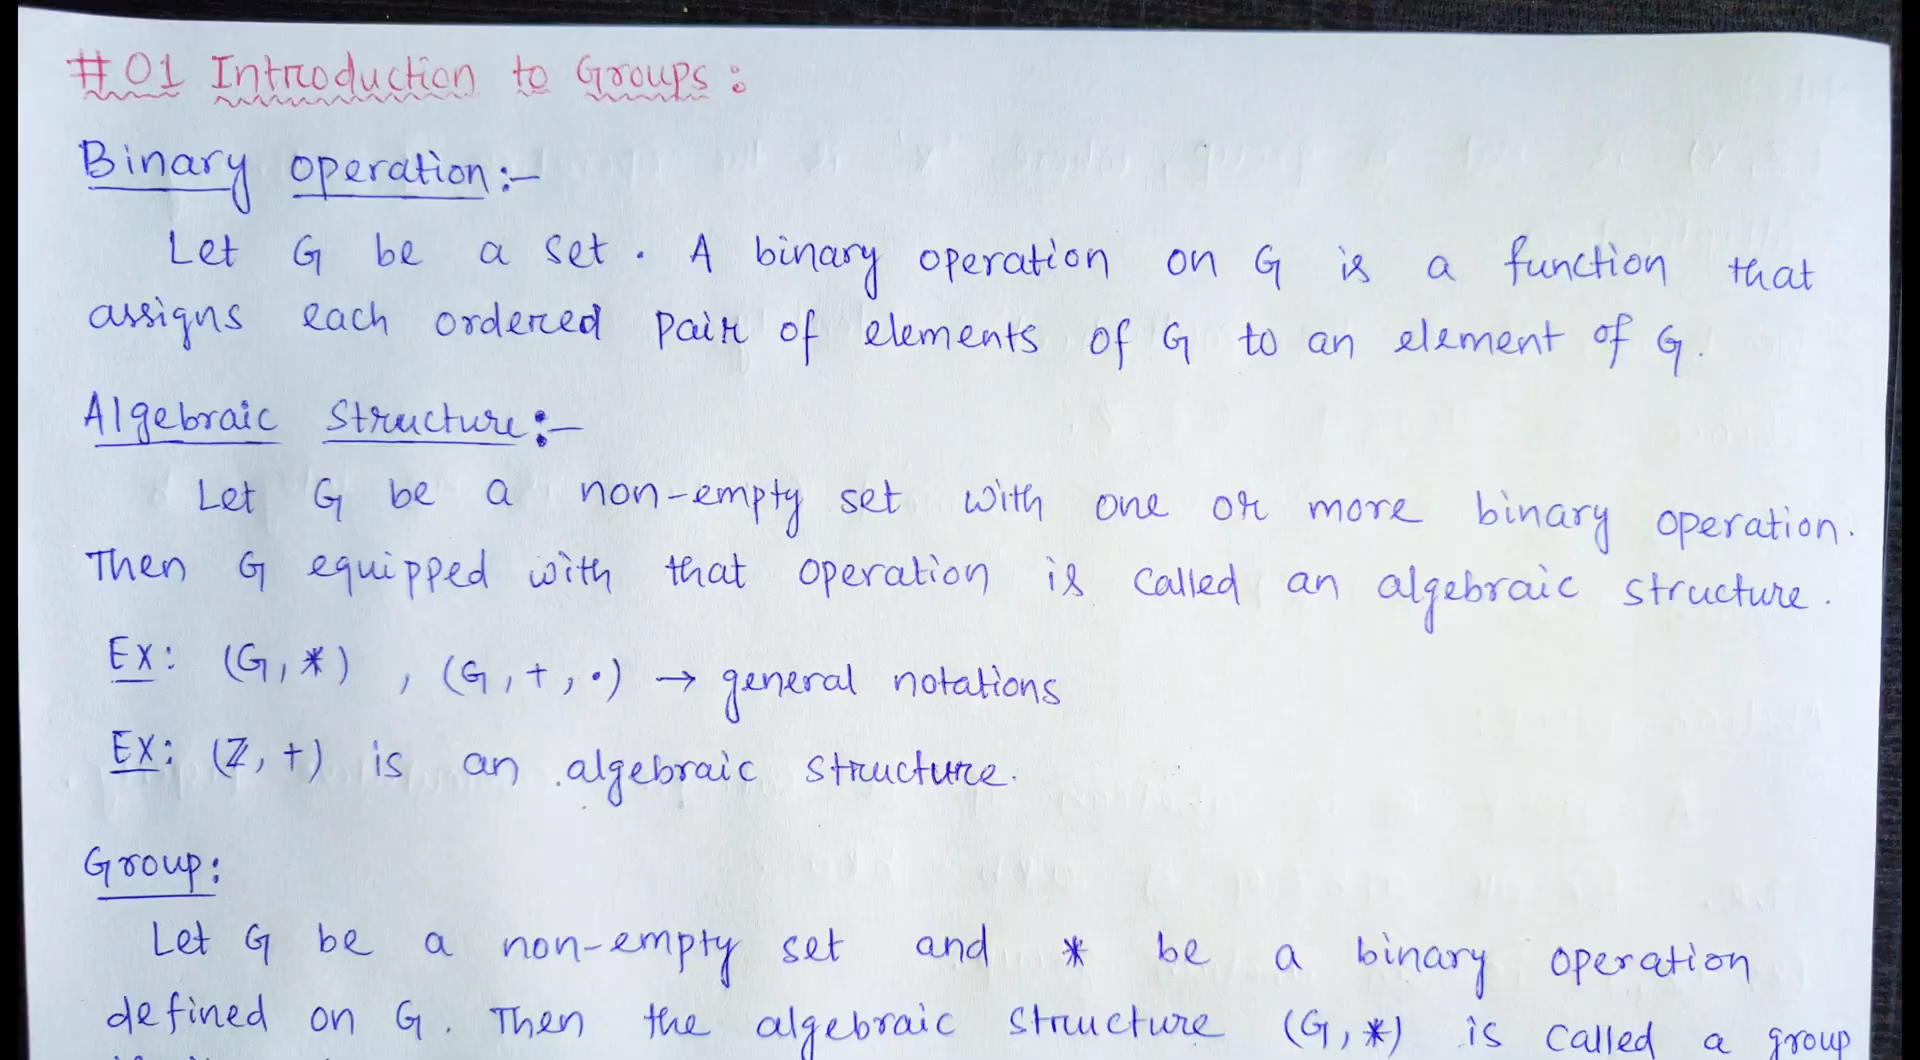 #01 Introduction to Groups:
Binary operation:-
Let G be a set. A binary operation on G is a function that
assigns each ordered pair of elements of G to an element of G.
Algebraic Structure:-
Let G be a non-empty set with one or more binary operation.
Then G equipped with that operation is called an algebraic structure.
Ex: (G, *), (G, +, ·) → general notations
Ex: (ℤ, +) is an algebraic structure.
Group:
Let G be a non-empty set and * be a binary operation
defined on G. Then the algebraic structure (G, *) is called a group